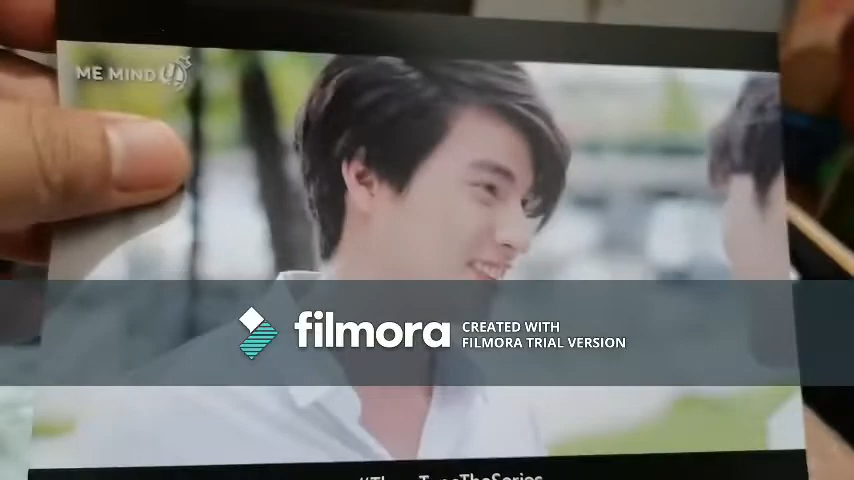 ME MIND Y
filmora
CREATED WITH
FILMORA TRIAL VERSION